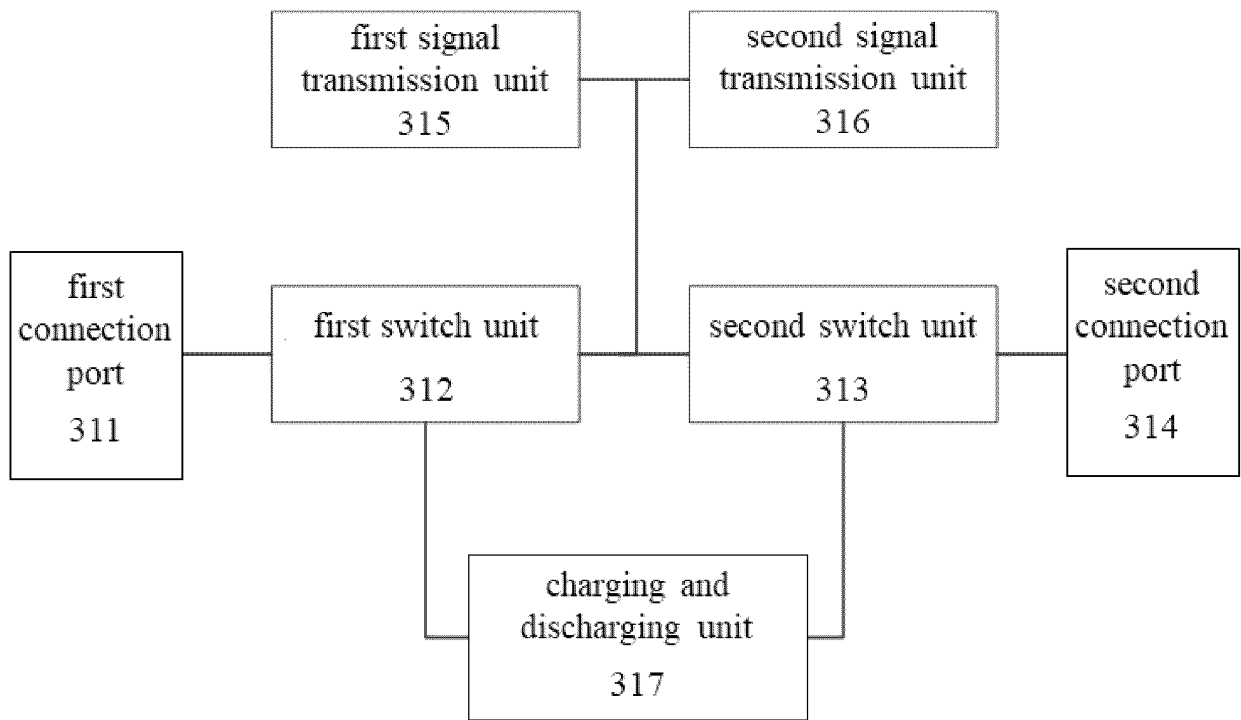 first signal
transmission unit
315
second signal
transmission unit
316
first
connection
port
311
first switch unit
312
second switch unit
313
second
connection
port
314
charging and
discharging unit
317